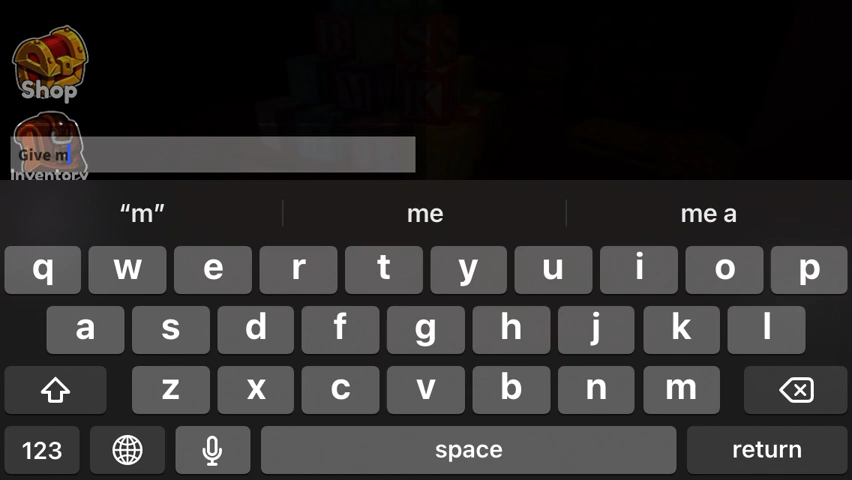 Shop
Give m
Inventory
“m” me me a
q w e r t y u i o p
a s d f g h j k l
z x c v b n m
123 space return